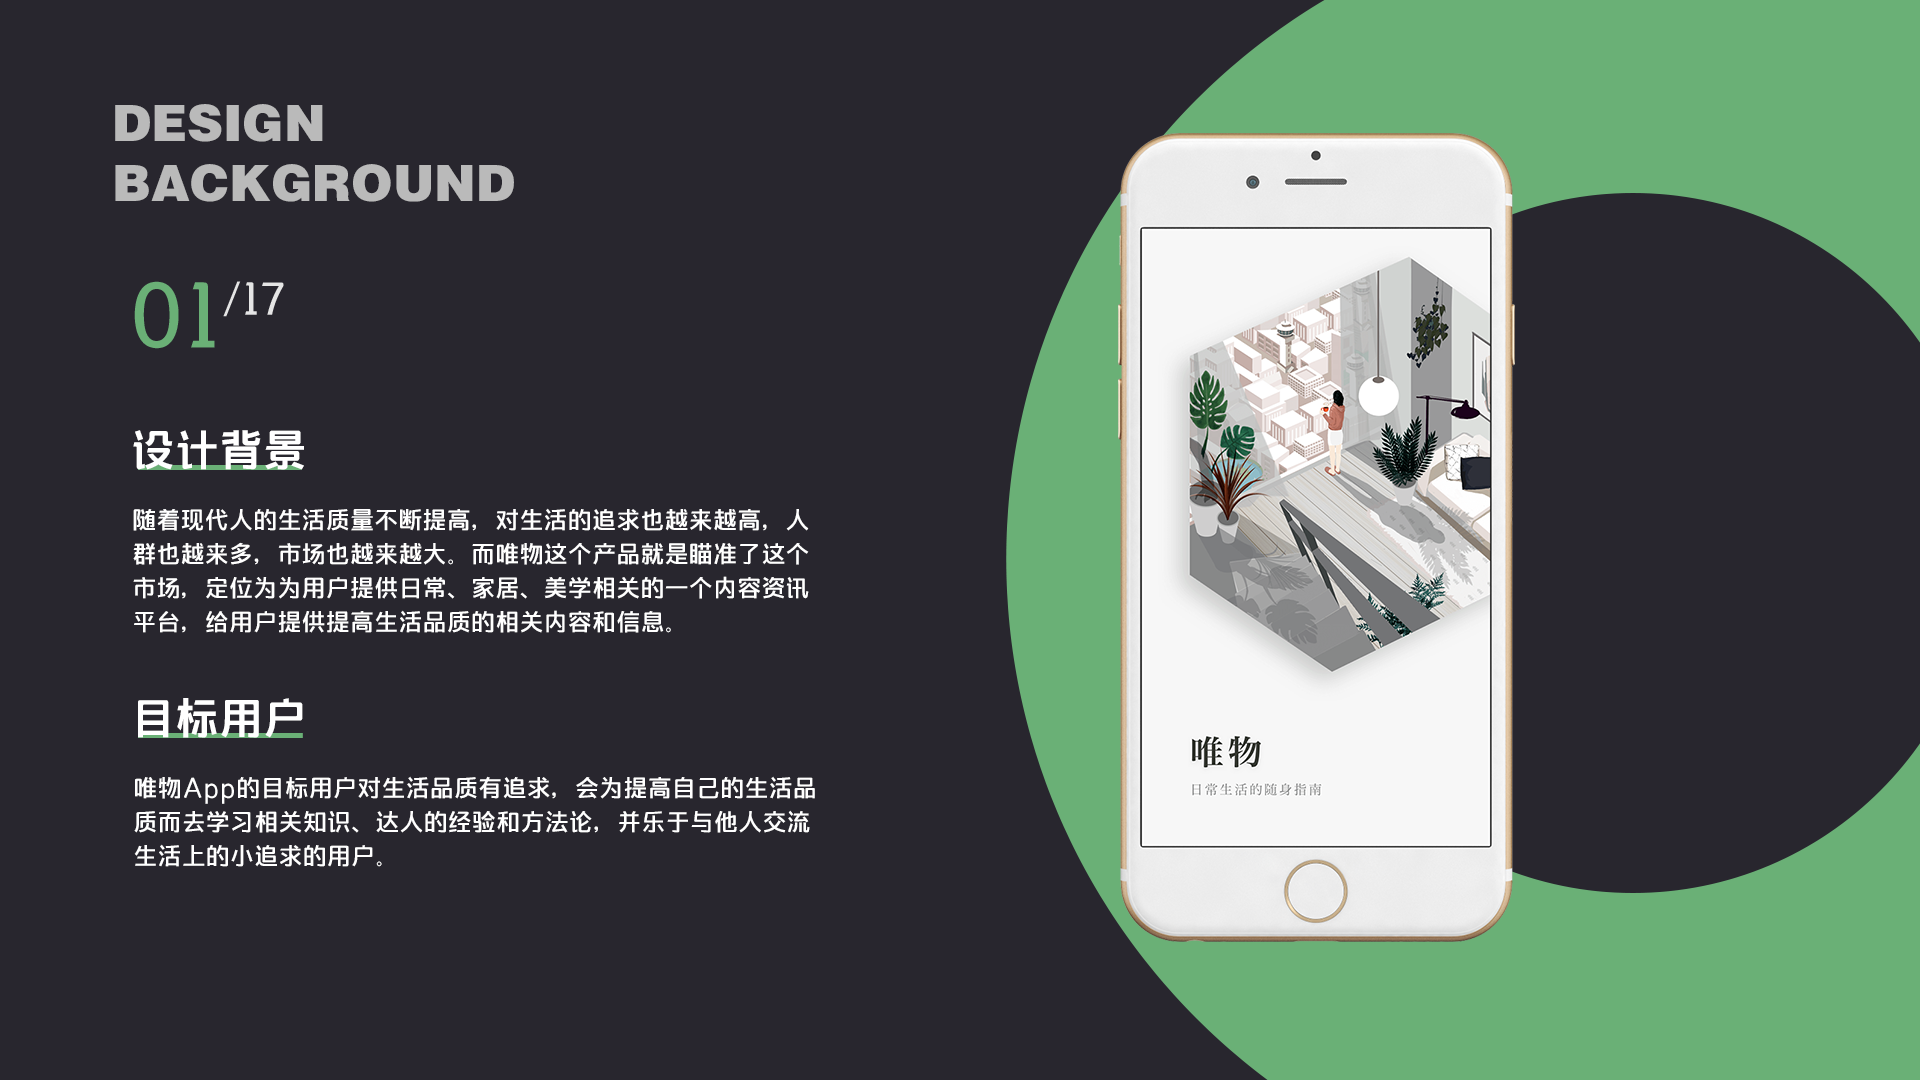 DESIGN
BACKGROUND
01/17
设计背景
随着现代人的生活质量不断提高，对生活的追求也越来越高，人
群也越来多，市场也越来越大。而唯物这个产品就是瞄准了这个
市场，定位为为用户提供日常、家居、美学相关的一个内容资讯
平台，给用户提供提高生活品质的相关内容和信息。
目标用户
唯物App的目标用户对生活品质有追求，会为提高自己的生活品
质而去学习相关知识、达人的经验和方法论，并乐于与他人交流
生活上的小追求的用户。
唯物
日常生活的随身指南